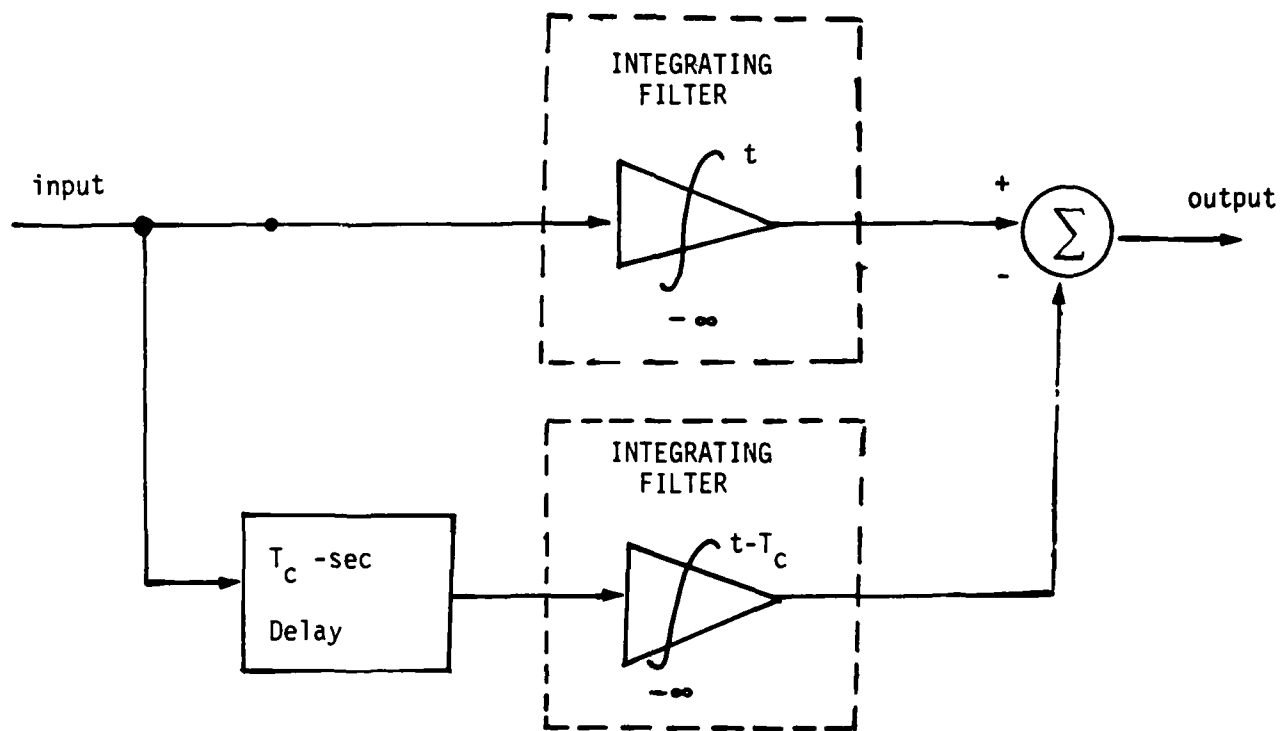 INTEGRATING
FILTER
t
input
+
output
Σ
-
- ∞
INTEGRATING
FILTER
t-T_c
T_c -sec
Delay
-∞